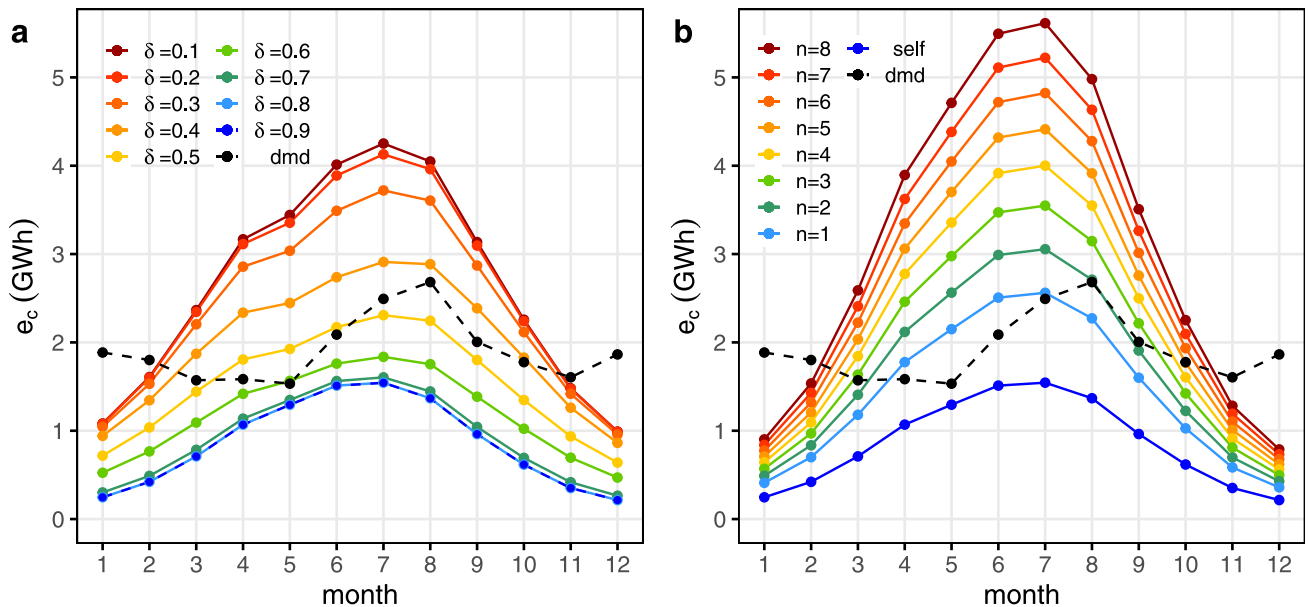 a
δ =0.1
δ =0.2
δ =0.3
δ =0.4
δ =0.5
δ =0.6
δ =0.7
δ =0.8
δ =0.9
dmd
e_c (GWh)
5
4
3
2
1
0
1 2 3 4 5 6 7 8 9 10 11 12
month
b
n=8
n=7
n=6
n=5
n=4
n=3
n=2
n=1
self
dmd
e_c (GWh)
5
4
3
2
1
0
1 2 3 4 5 6 7 8 9 10 11 12
month